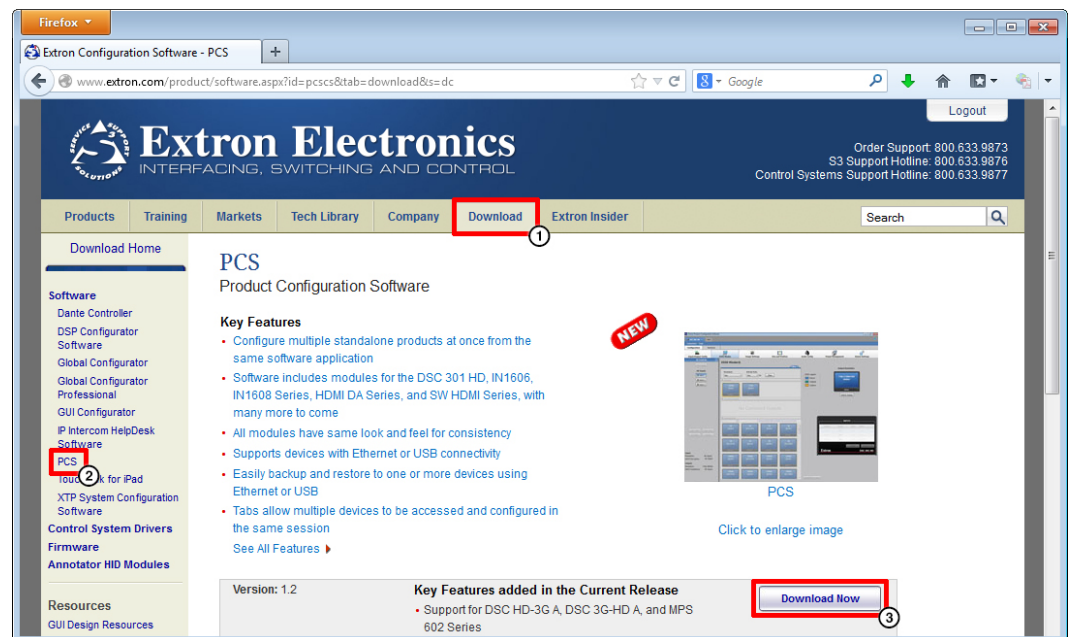 Firefox
Extron Configuration Software - PCS
www.extron.com/product/software.aspx?id=pcscs&tab=download&s=dc
Google
Logout
SERVICE SUPPORT SOLUTIONS
S3
Extron Electronics
INTERFACING, SWITCHING AND CONTROL
Order Support: 800.633.9873
S3 Support Hotline: 800.633.9876
Control Systems Support Hotline: 800.633.9877
Products Training Markets Tech Library Company Download Extron Insider
Search
1
Download Home
Software
Dante Controller
DSP Configurator
Software
Global Configurator
Global Configurator
Professional
GUI Configurator
IP Intercom HelpDesk
Software
PCS
2
for iPad
XTP System Configuration
Software
Control System Drivers
Firmware
Annotator HID Modules
Resources
GUI Design Resources
PCS
Product Configuration Software
Key Features
• Configure multiple standalone products at once from the
same software application
• Software includes modules for the DSC 301 HD, IN1606,
IN1608 Series, HDMI DA Series, and SW HDMI Series, with
many more to come
• All modules have same look and feel for consistency
• Supports devices with Ethernet or USB connectivity
• Easily backup and restore to one or more devices using
Ethernet or USB
• Tabs allow multiple devices to be accessed and configured in
the same session
See All Features
NEW
PCS
Click to enlarge image
Version: 1.2
Key Features added in the Current Release
• Support for DSC HD-3G A, DSC 3G-HD A, and MPS
602 Series
Download Now
3